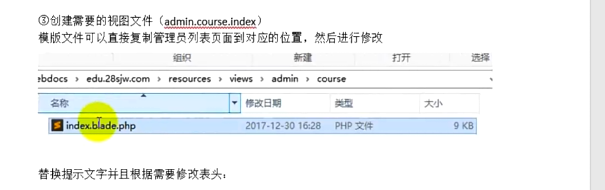 ③创建需要的视图文件（admin.course.index）
模版文件可以直接复制管理员列表页面到对应的位置，然后进行修改
组织 新建 打开 选择
ebdocs › edu.28sjw.com › resources › views › admin › course
名称 修改日期 类型 大小
index.blade.php 2017-12-30 16:28 PHP 文件 9 KB
替换提示文字并且根据需要修改表头：